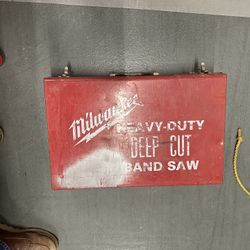 Milwaukee
HEAVY-DUTY
DEEP CUT
BAND SAW